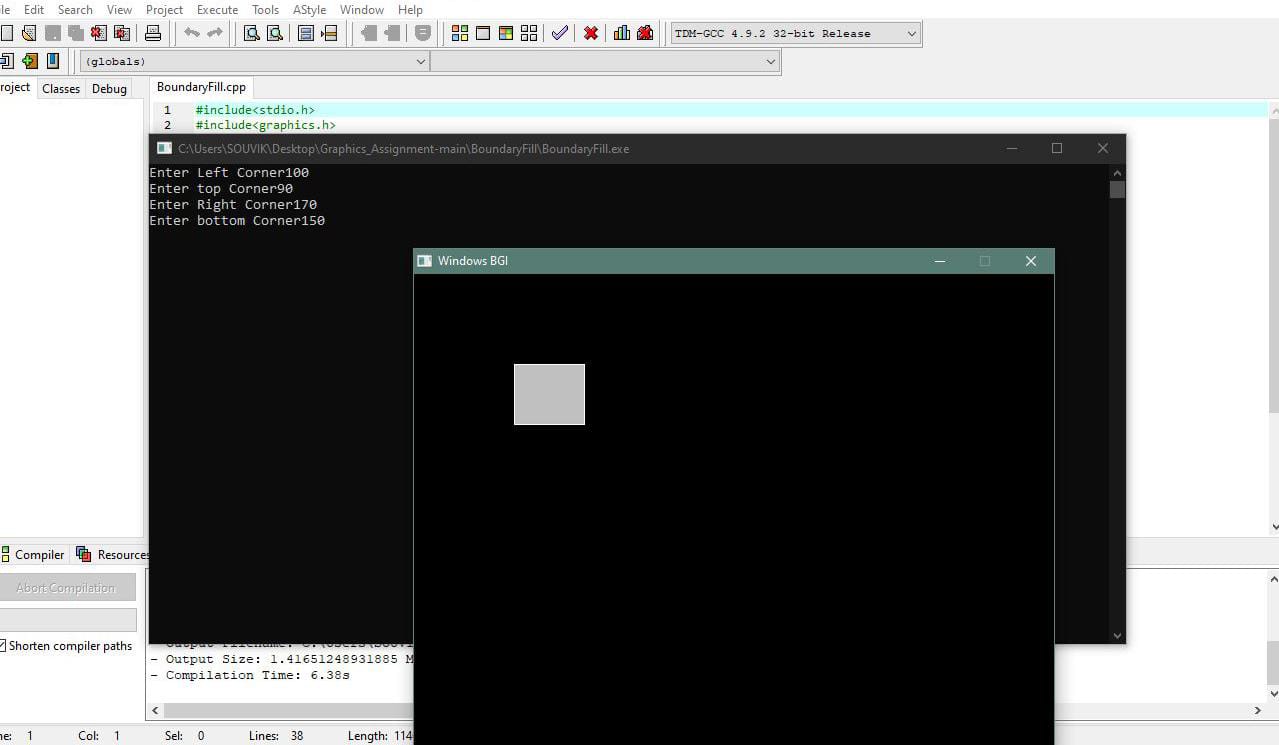 le Edit Search View Project Execute Tools AStyle Window Help
TDM-GCC 4.9.2 32-bit Release
(globals)
roject Classes Debug BoundaryFill.cpp
1 #include<stdio.h>
2 #include<graphics.h>
C:\Users\SOUVIK\Desktop\Graphics_Assignment-main\BoundaryFill\BoundaryFill.exe
Enter Left Corner100
Enter top Corner90
Enter Right Corner170
Enter bottom Corner150
Windows BGI
Compiler Resources
Abort Compilation
Shorten compiler paths
- Output Size: 1.41651248931885 M
- Compilation Time: 6.38s
ne: 1 Col: 1 Sel: 0 Lines: 38 Length: 114